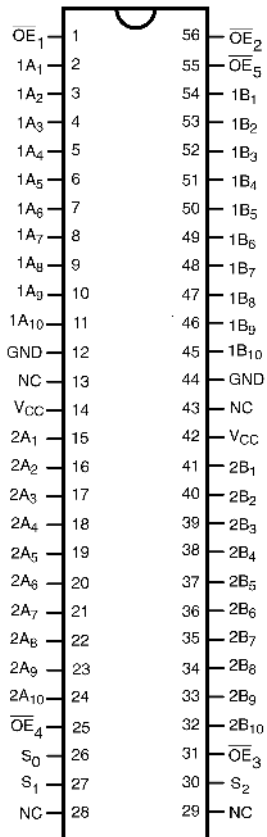 OE1 1 56 OE2
1A1 2 55 OE5
1A2 3 54 1B1
1A3 4 53 1B2
1A4 5 52 1B3
1A5 6 51 1B4
1A6 7 50 1B5
1A7 8 49 1B6
1A8 9 48 1B7
1A9 10 47 1B8
1A10 11 46 1B9
GND 12 45 1B10
NC 13 44 GND
VCC 14 43 NC
2A1 15 42 VCC
2A2 16 41 2B1
2A3 17 40 2B2
2A4 18 39 2B3
2A5 19 38 2B4
2A6 20 37 2B5
2A7 21 36 2B6
2A8 22 35 2B7
2A9 23 34 2B8
2A10 24 33 2B9
OE4 25 32 2B10
S0 26 31 OE3
S1 27 30 S2
NC 28 29 NC